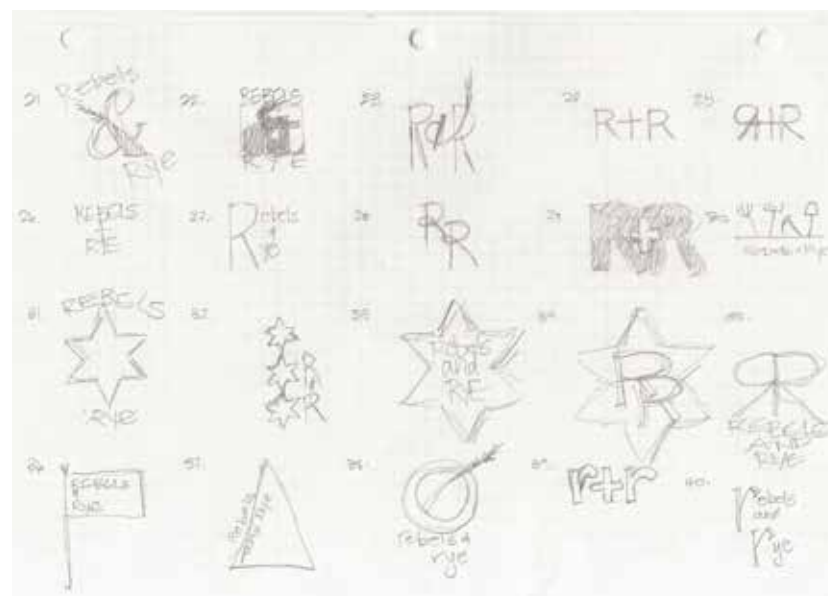 21.
Rebels
&
Rye
22.
REBELS
&
RYE
23.
R&R
R+R
25.
R+R
26.
REBELS
+
RYE
27.
Rebels
&
Rye
28
RR
29.
R+R
30.
Rebels & Rye
31.
REBELS
Rye
32.
R
R
33.
Rebels
and
RYE
34.
RR
35.
REBELS
AND
RYE
36.
REBELS
&
RYE
37.
Rebels
and Rye
38.
rebels &
rye
39.
r+r
40.
rebels
and
rye